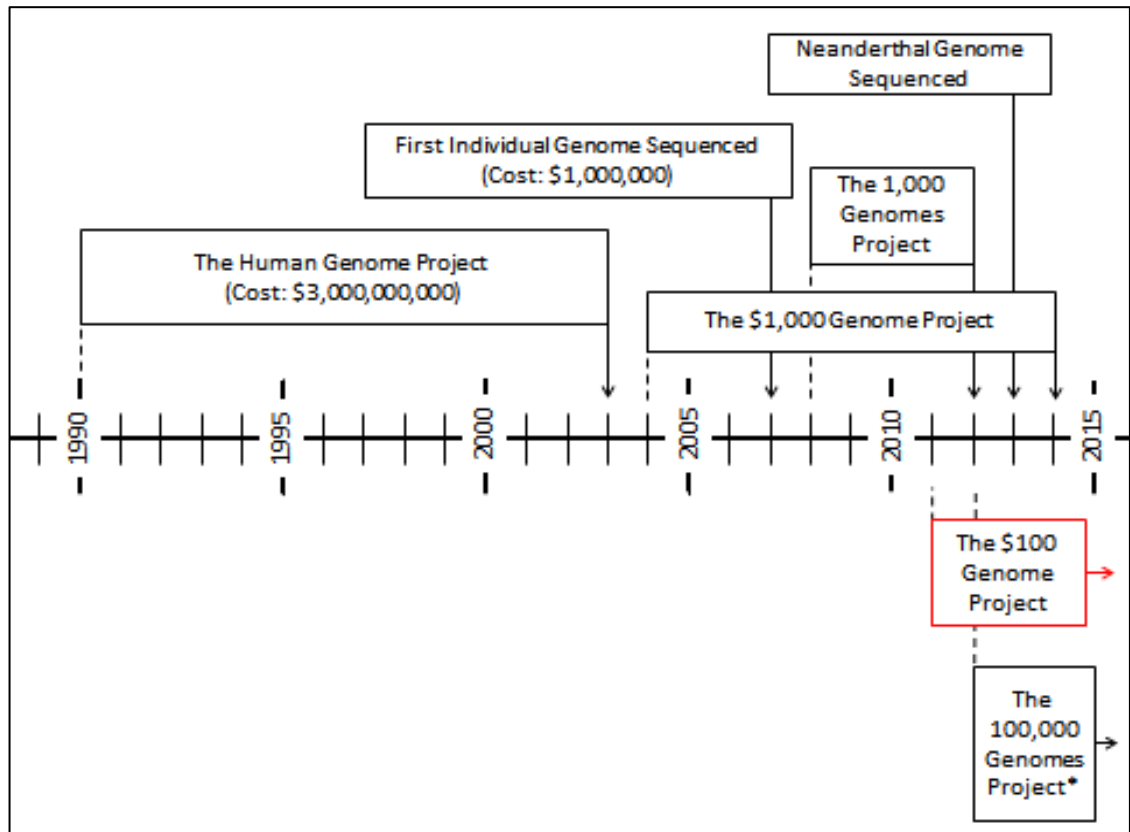 Neanderthal Genome
Sequenced
First Individual Genome Sequenced
(Cost: $1,000,000)
The 1,000
Genomes
Project
The Human Genome Project
(Cost: $3,000,000,000)
The $1,000 Genome Project
1990
1995
2000
2005
2010
2015
The $100
Genome
Project
The
100,000
Genomes
Project*